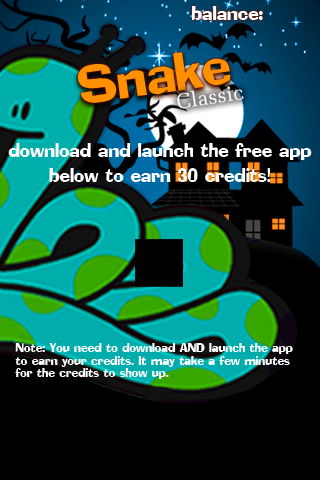 balance:
Snake
Classic
download and launch the free app
below to earn 30 credits!
Note: You need to download AND launch the app
to earn your credits. It may take a few minutes
for the credits to show up.